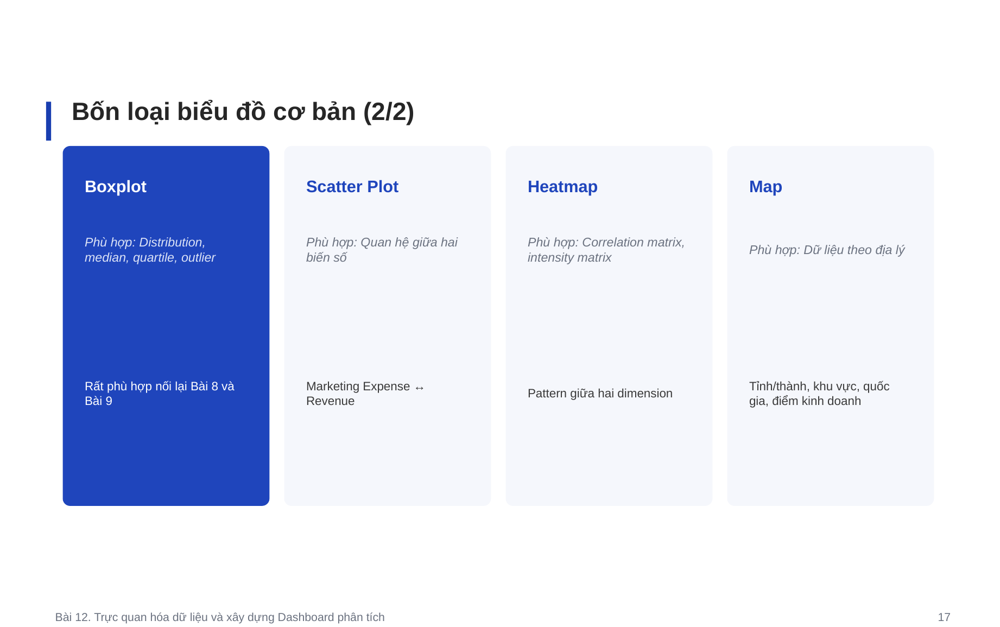 Bốn loại biểu đồ cơ bản (2/2)
Boxplot
Phù hợp: Distribution,
median, quartile, outlier
Rất phù hợp nối lại Bài 8 và
Bài 9
Scatter Plot
Phù hợp: Quan hệ giữa hai
biến số
Marketing Expense ↔
Revenue
Heatmap
Phù hợp: Correlation matrix,
intensity matrix
Pattern giữa hai dimension
Map
Phù hợp: Dữ liệu theo địa lý
Tỉnh/thành, khu vực, quốc
gia, điểm kinh doanh
Bài 12. Trực quan hóa dữ liệu và xây dựng Dashboard phân tích
17